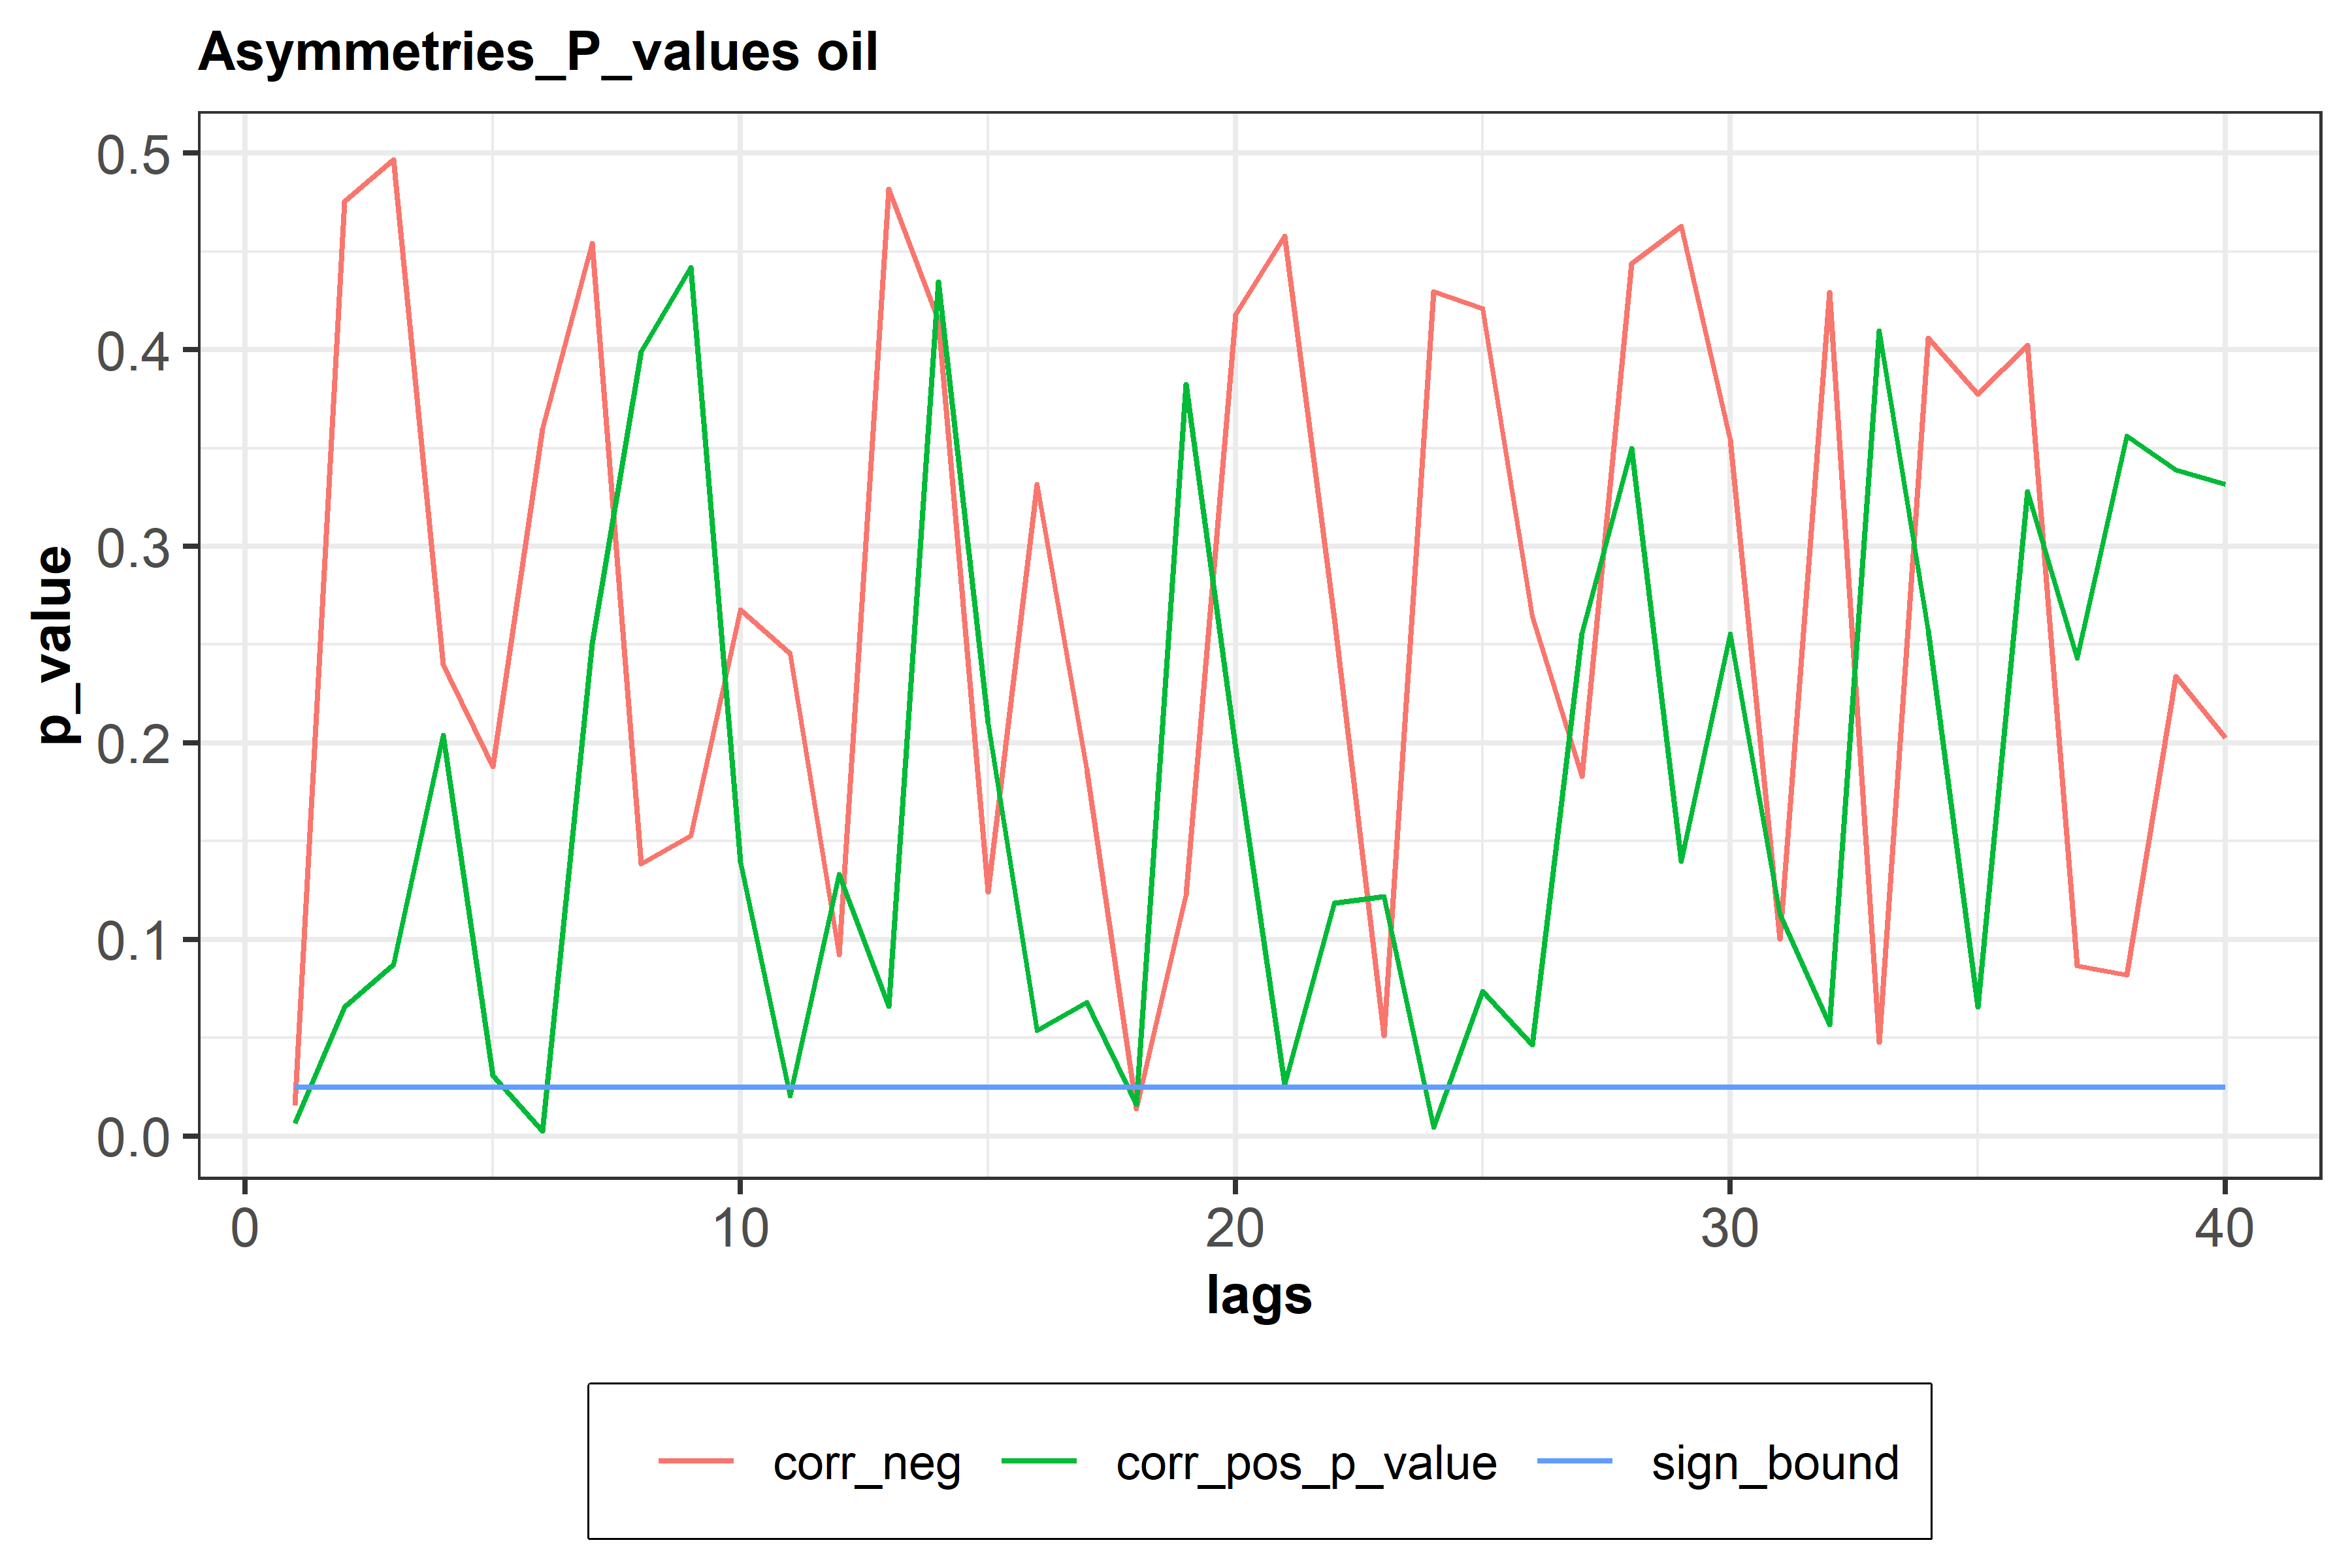 Asymmetries_P_values oil
p_value
0.5
0.4
0.3
0.2
0.1
0.0
0 10 20 30 40
lags
corr_neg corr_pos_p_value sign_bound